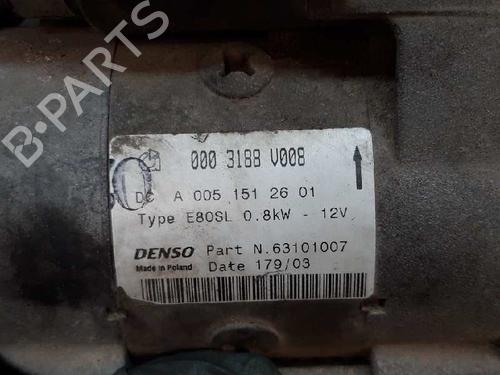 000 3188 V008
DC A 005 151 26 01
Type E80SL 0.8kW - 12V
DENSO Part N.63101007
Made in Poland Date 179/03